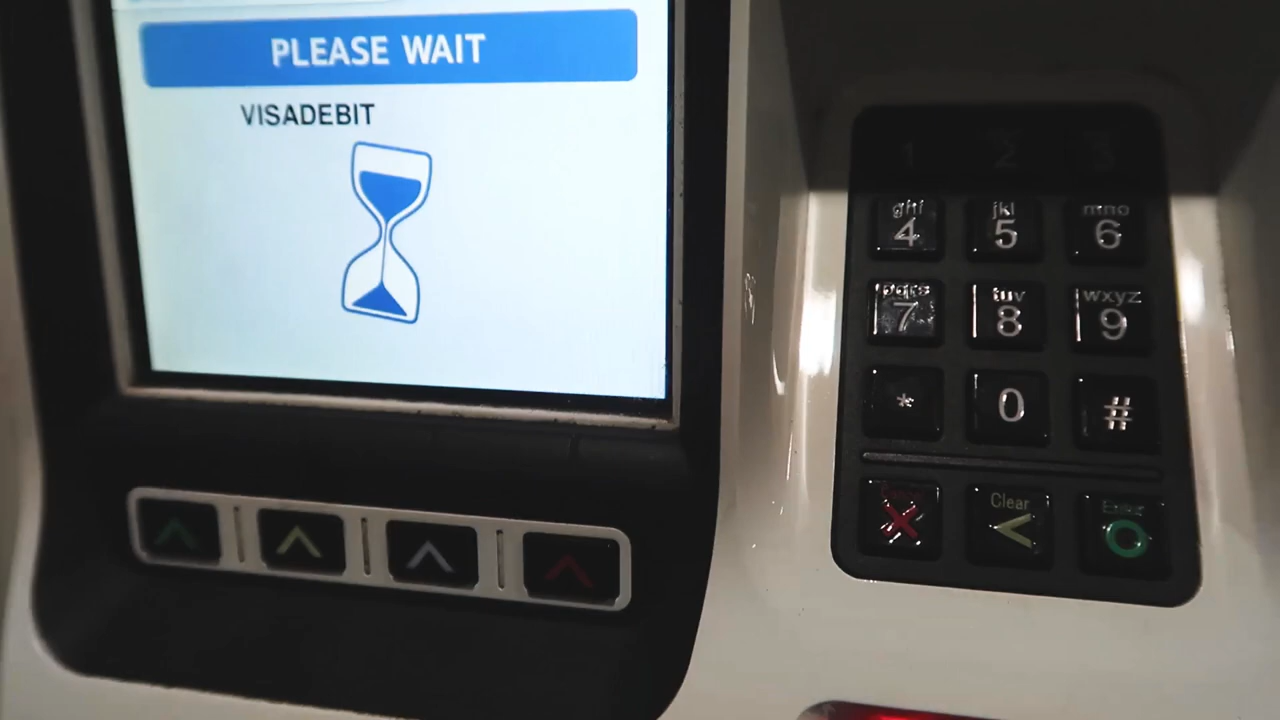 PLEASE WAIT
VISADEBIT
1 2 3
ghi jkl mno
4 5 6
pqrs tuv wxyz
7 8 9
* 0 #
Clear Enter
X < O